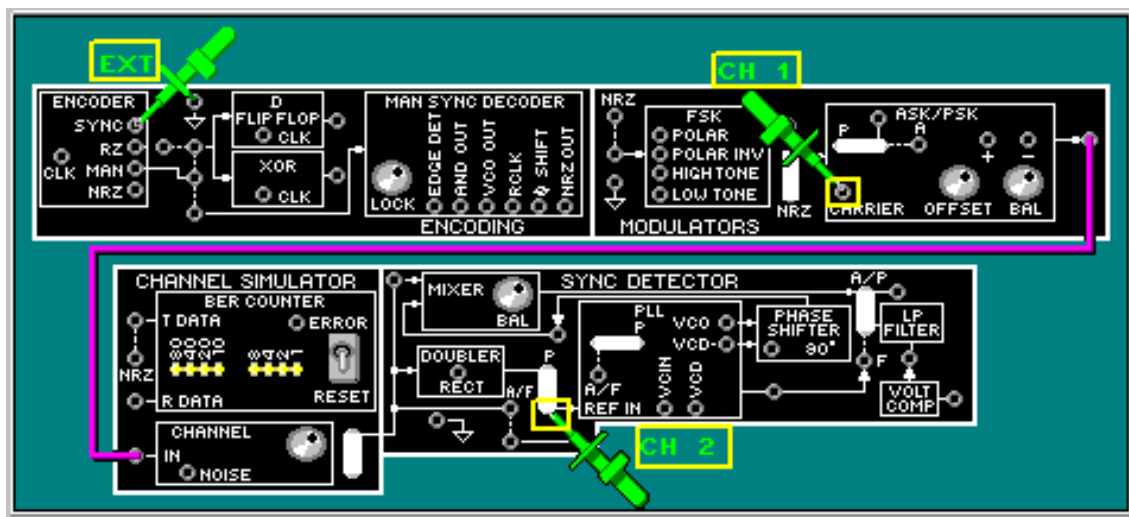 EXT
CH 1
ENCODER
SYNC
RZ
CLK MAN
NRZ
D
FLIP FLOP
CLK
XOR
CLK
MAN SYNC DECODER
LOCK
EDGE DET
AND OUT
VCO OUT
RCLK
Φ SHIFT
NRZ OUT
ENCODING
NRZ
FSK
POLAR
POLAR INV
HIGH TONE
LOW TONE
MODULATORS
NRZ
ASK/PSK
P
A
+
-
CARRIER
OFFSET
BAL
CHANNEL SIMULATOR
BER COUNTER
T DATA
ERROR
8421
8421
NRZ
RESET
R DATA
CHANNEL
IN
NOISE
SYNC DETECTOR
MIXER
BAL
DOUBLER
RECT
P
A/F
PLL
P
VCO
VCD
A/F
REF IN
VCIN
VCD
PHASE
SHIFTER
90°
A/P
F
LP
FILTER
VOLT
COMP
CH 2